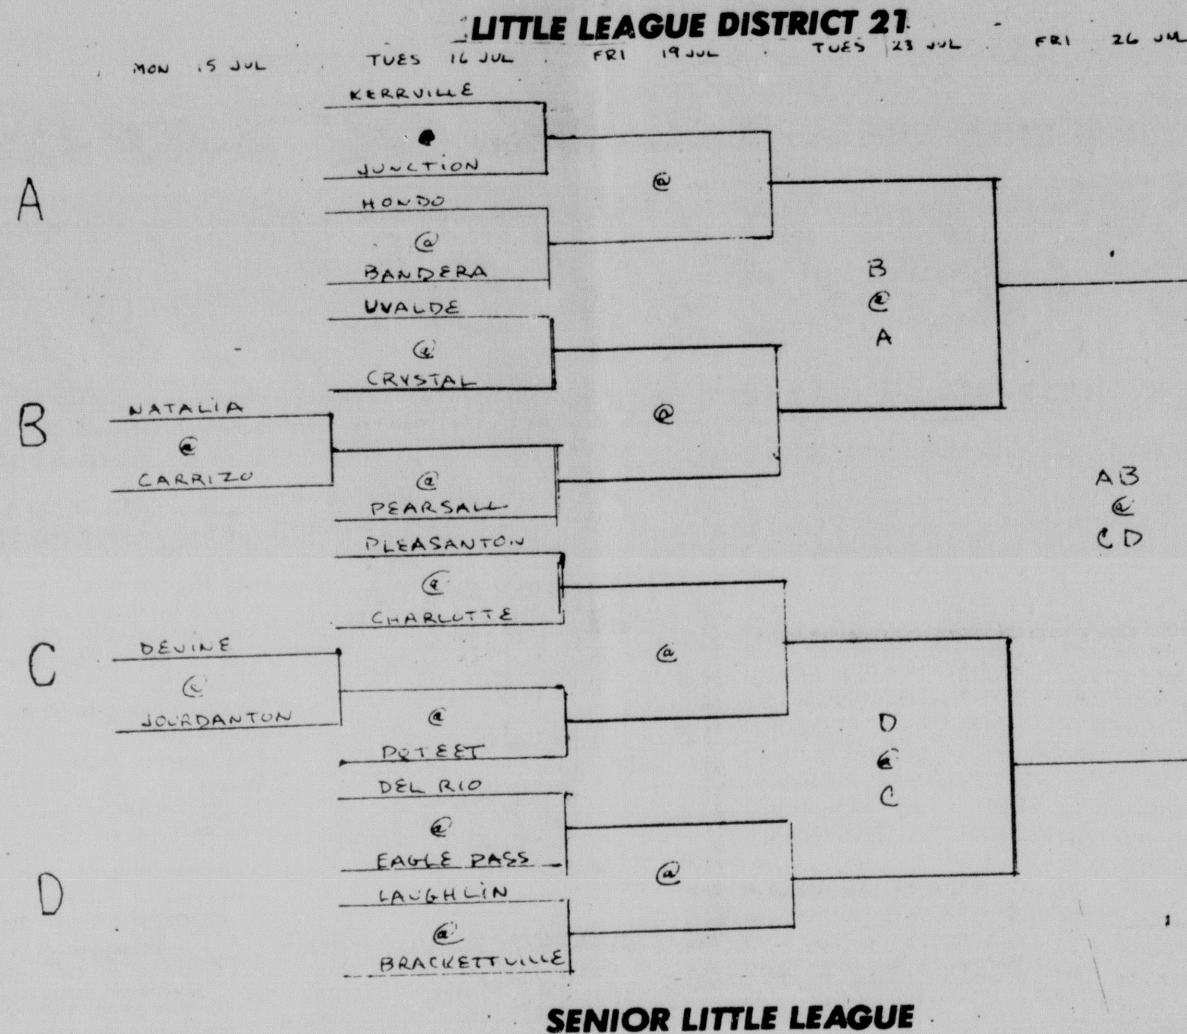 LITTLE LEAGUE DISTRICT 21
MON 15 JUL TUES 16 JUL FRI 19 JUL TUES 23 JUL FRI 26 JUL
KERRVILLE
JUNCTION
@
A
HONDO
@
BANDERA
B
@
A
UVALDE
@
CRYSTAL
B
NATALIA
@
CARRIZO
@
@
PEARSALL
AB
@
CD
PLEASANTON
@
CHARLOTTE
C
DEVINE
@
JOURDANTON
@
@
POTEET
D
@
C
DEL RIO
@
EAGLE PASS
D
LAUGHLIN
@
@
BRACKETTVILLE
SENIOR LITTLE LEAGUE